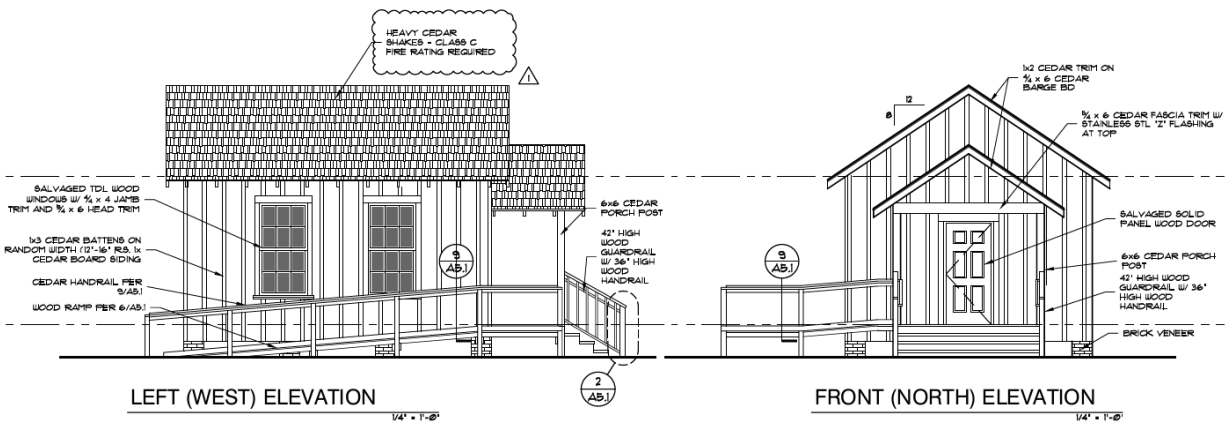 HEAVY CEDAR
SHAKES - CLASS C
FIRE RATING REQUIRED
1
SALVAGED TDL WOOD
WINDOWS W/ 5/4 x 4 JAMB
TRIM AND 5/4 x 6 HEAD TRIM
1x3 CEDAR BATTENS ON
RANDOM WIDTH (12"-16" R.S. 1x
CEDAR BOARD SIDING
CEDAR HANDRAIL PER
9/A5.1
WOOD RAMP PER 6/A5.1
9
A5.1
6x6 CEDAR
PORCH POST
42" HIGH
WOOD
GUARDRAIL
W/ 36" HIGH
WOOD
HANDRAIL
2
A5.1
LEFT (WEST) ELEVATION
1/4" = 1'-0"
12
8
1x2 CEDAR TRIM ON
5/4 x 6 CEDAR
BARGE BD
5/4 x 6 CEDAR FASCIA TRIM W/
STAINLESS STL "Z" FLASHING
AT TOP
9
A5.1
SALVAGED SOLID
PANEL WOOD DOOR
6x6 CEDAR PORCH
POST
42" HIGH WOOD
GUARDRAIL W/ 36"
HIGH WOOD
HANDRAIL
BRICK VENEER
FRONT (NORTH) ELEVATION
1/4" = 1'-0"